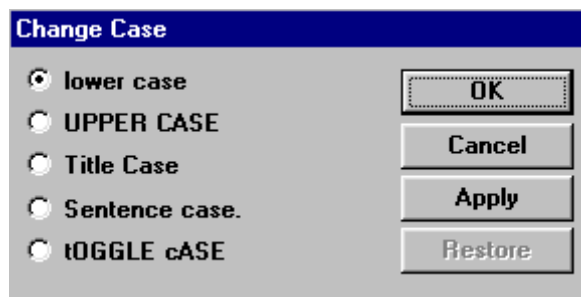 Change Case
lower case
UPPER CASE
Title Case
Sentence case.
tOGGLE cASE
OK
Cancel
Apply
Restore